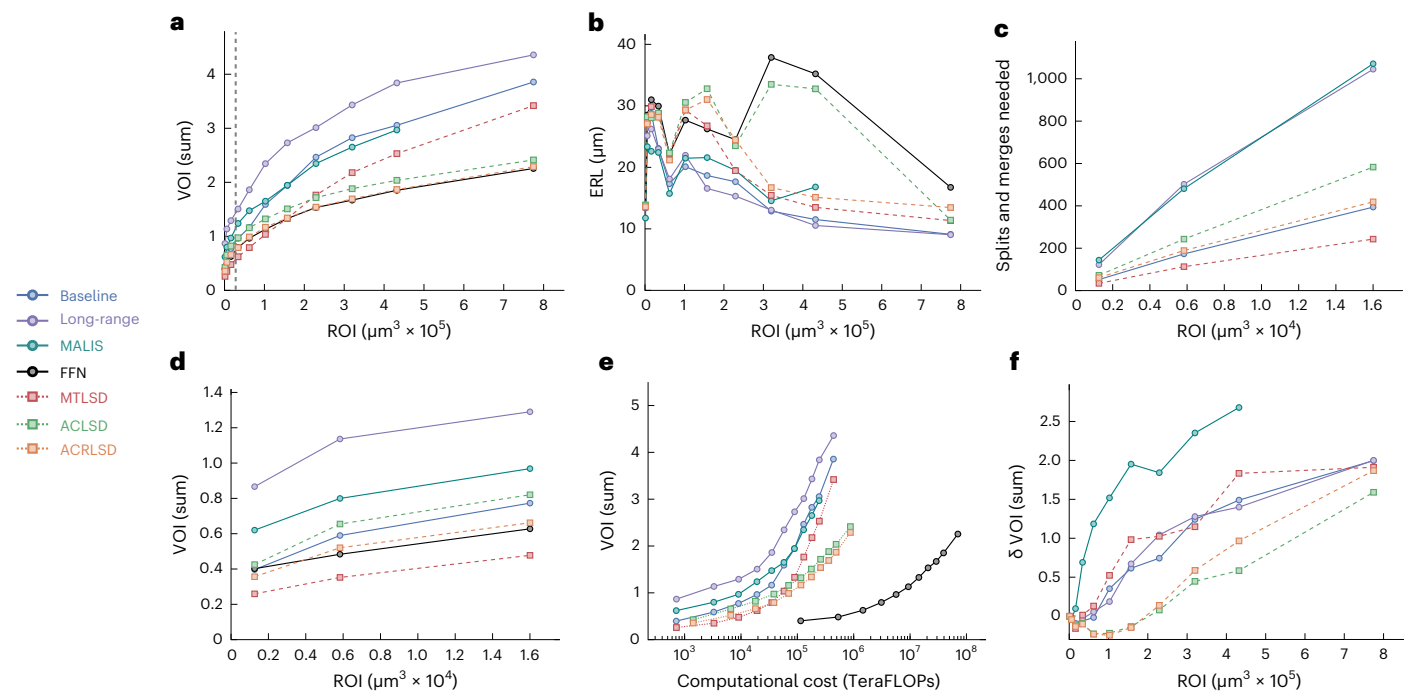 a
VOI (sum)
4
3
2
1
0
0 1 2 3 4 5 6 7 8
ROI (µm³ × 10⁵)
b
ERL (µm)
40
30
20
10
0
0 1 2 3 4 5 6 7 8
ROI (µm³ × 10⁵)
c
Splits and merges needed
1,000
800
600
400
200
0
0 0.2 0.4 0.6 0.8 1.0 1.2 1.4 1.6
ROI (µm³ × 10⁴)
Baseline
Long-range
MALIS
FFN
MTLSD
ACLSD
ACRLSD
d
VOI (sum)
1.4
1.2
1.0
0.8
0.6
0.4
0.2
0
0 0.2 0.4 0.6 0.8 1.0 1.2 1.4 1.6
ROI (µm³ × 10⁴)
e
VOI (sum)
5
4
3
2
1
0
10³ 10⁴ 10⁵ 10⁶ 10⁷ 10⁸
Computational cost (TeraFLOPs)
f
δ VOI (sum)
2.5
2.0
1.5
1.0
0.5
0
0 1 2 3 4 5 6 7 8
ROI (µm³ × 10⁵)